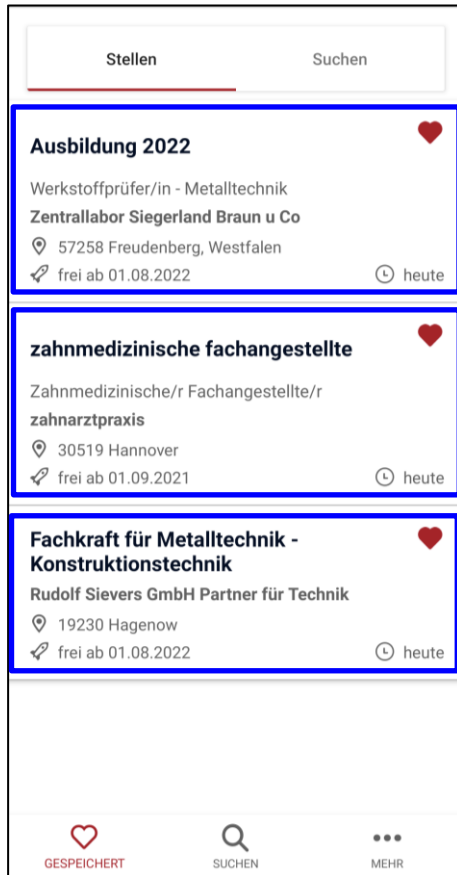 Stellen Suchen
Ausbildung 2022
Werkstoffprüfer/in - Metalltechnik
Zentrallabor Siegerland Braun u Co
57258 Freudenberg, Westfalen
frei ab 01.08.2022 heute
zahnmedizinische fachangestellte
Zahnmedizinische/r Fachangestellte/r
zahnarztpraxis
30519 Hannover
frei ab 01.09.2021 heute
Fachkraft für Metalltechnik -
Konstruktionstechnik
Rudolf Sievers GmbH Partner für Technik
19230 Hagenow
frei ab 01.08.2022 heute
GESPEICHERT SUCHEN MEHR